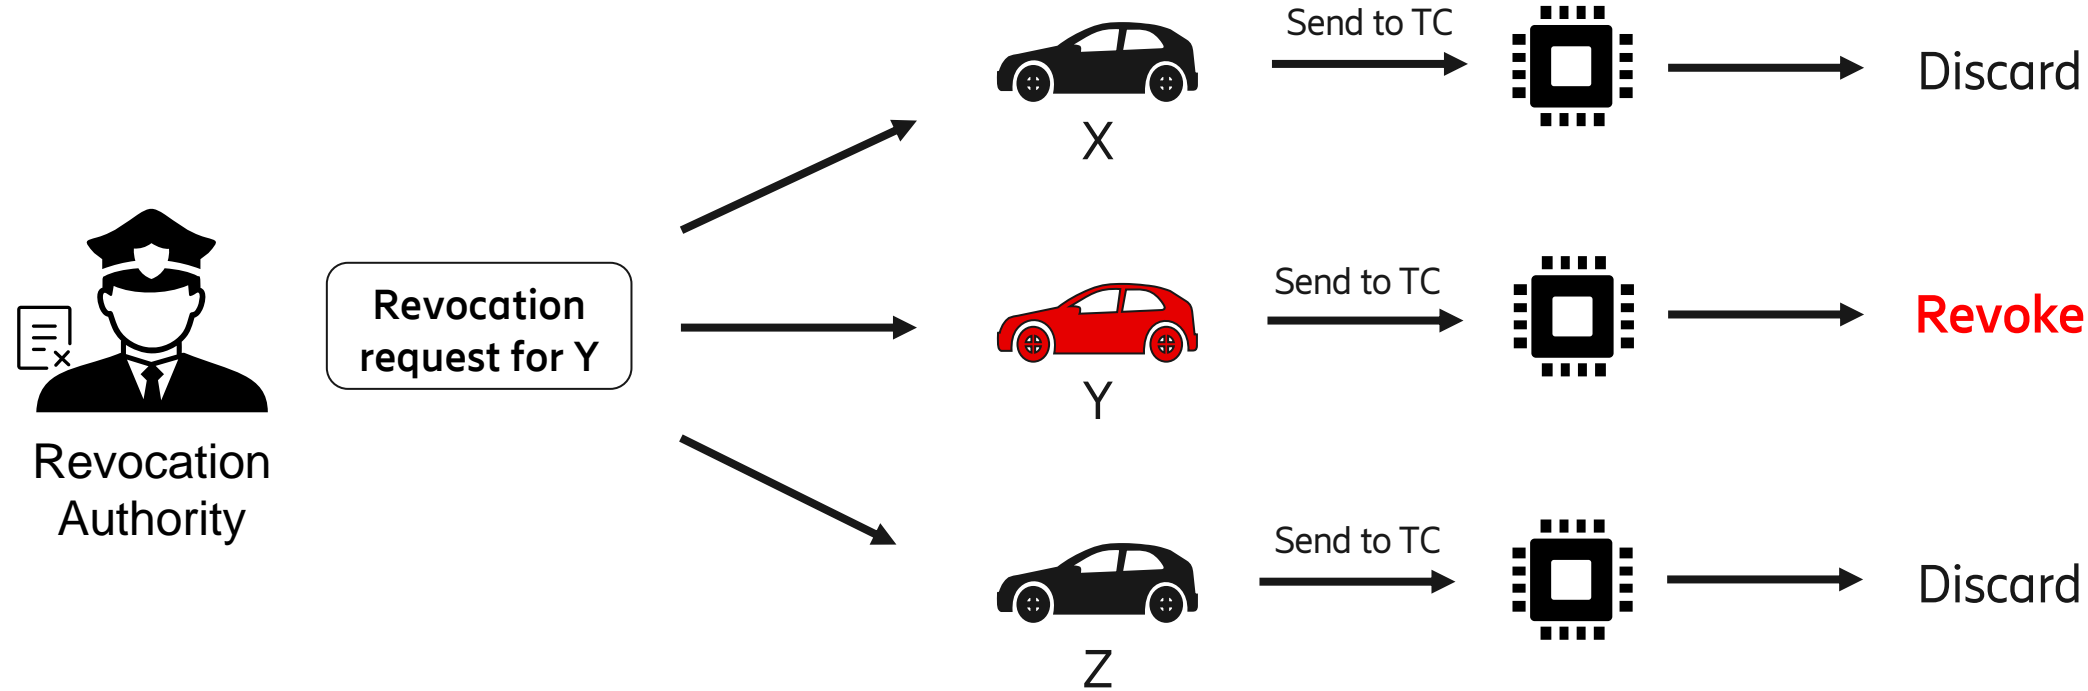 Revocation
Authority
Revocation
request for Y
X
Send to TC
Discard
Y
Send to TC
Revoke
Z
Send to TC
Discard